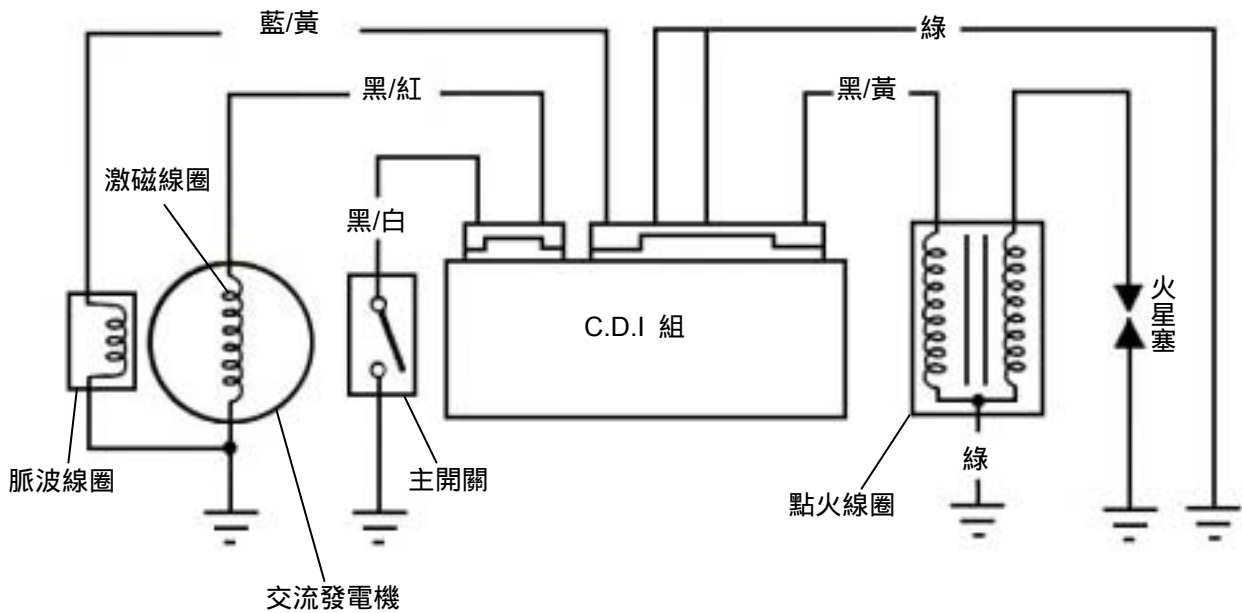 藍/黃
綠
黑/紅
黑/黃
激磁線圈
黑/白
C.D.I 組
火星塞
脈波線圈
主開關
綠
點火線圈
交流發電機